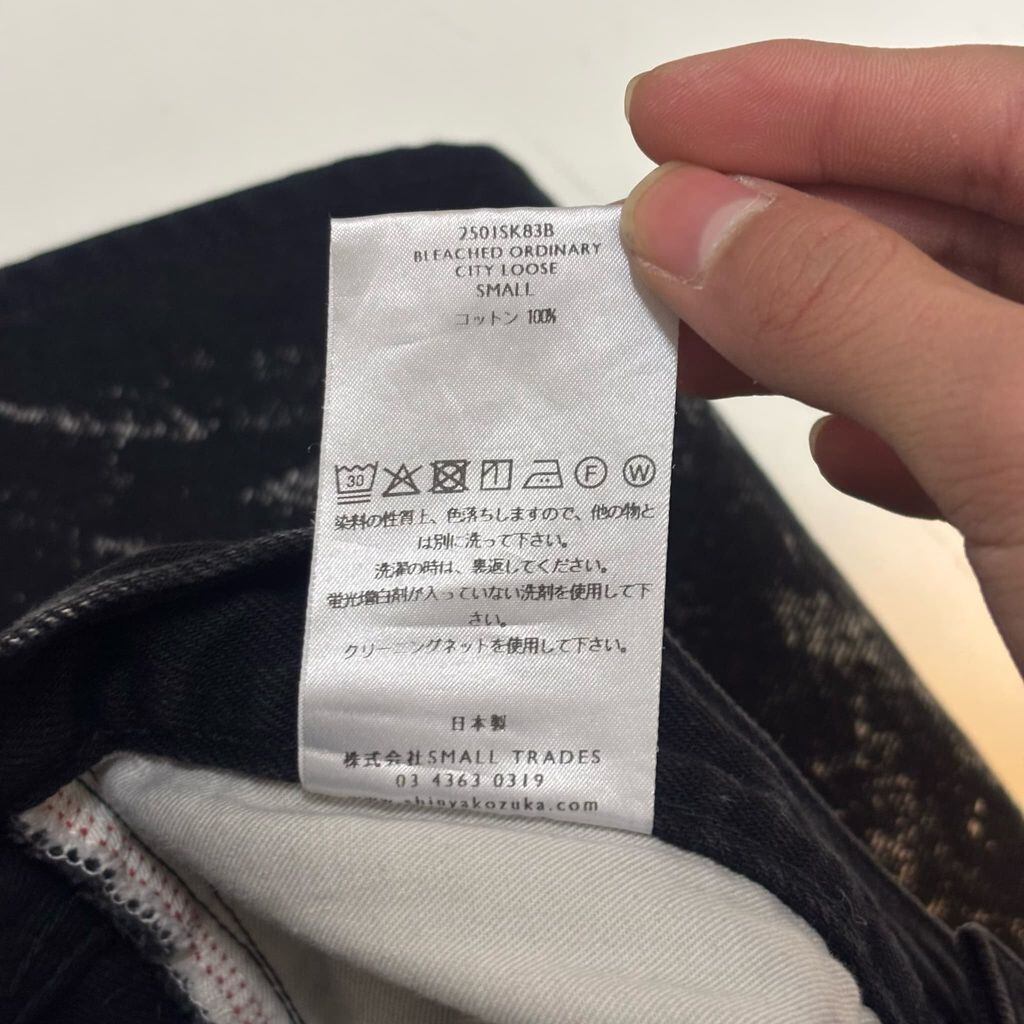 2501SK83B
BLEACHED ORDINARY
CITY LOOSE
SMALL
コットン 100%
30
F W
染料の性質上、色落ちしますので、他の物と
は別に洗って下さい。
洗濯の時は、裏返してください。
蛍光増白剤が入っていない洗剤を使用して下
さい。
クリーニングネットを使用して下さい。
日本製
株式会社SMALL TRADES
03 4363 0319
www.shinyakozuka.com